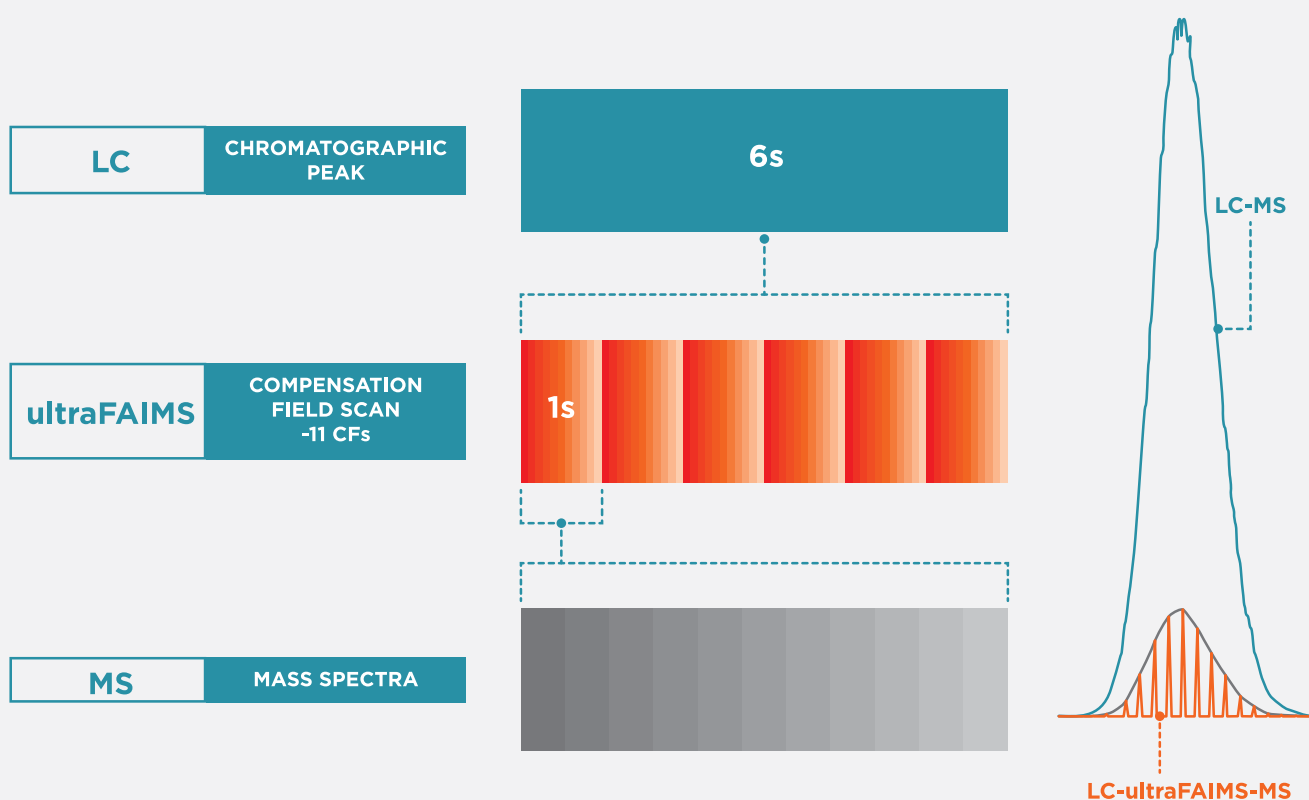 LC
CHROMATOGRAPHIC
PEAK
6s
LC-MS
ultraFAIMS
COMPENSATION
FIELD SCAN
-11 CFs
1s
MS
MASS SPECTRA
LC-ultraFAIMS-MS